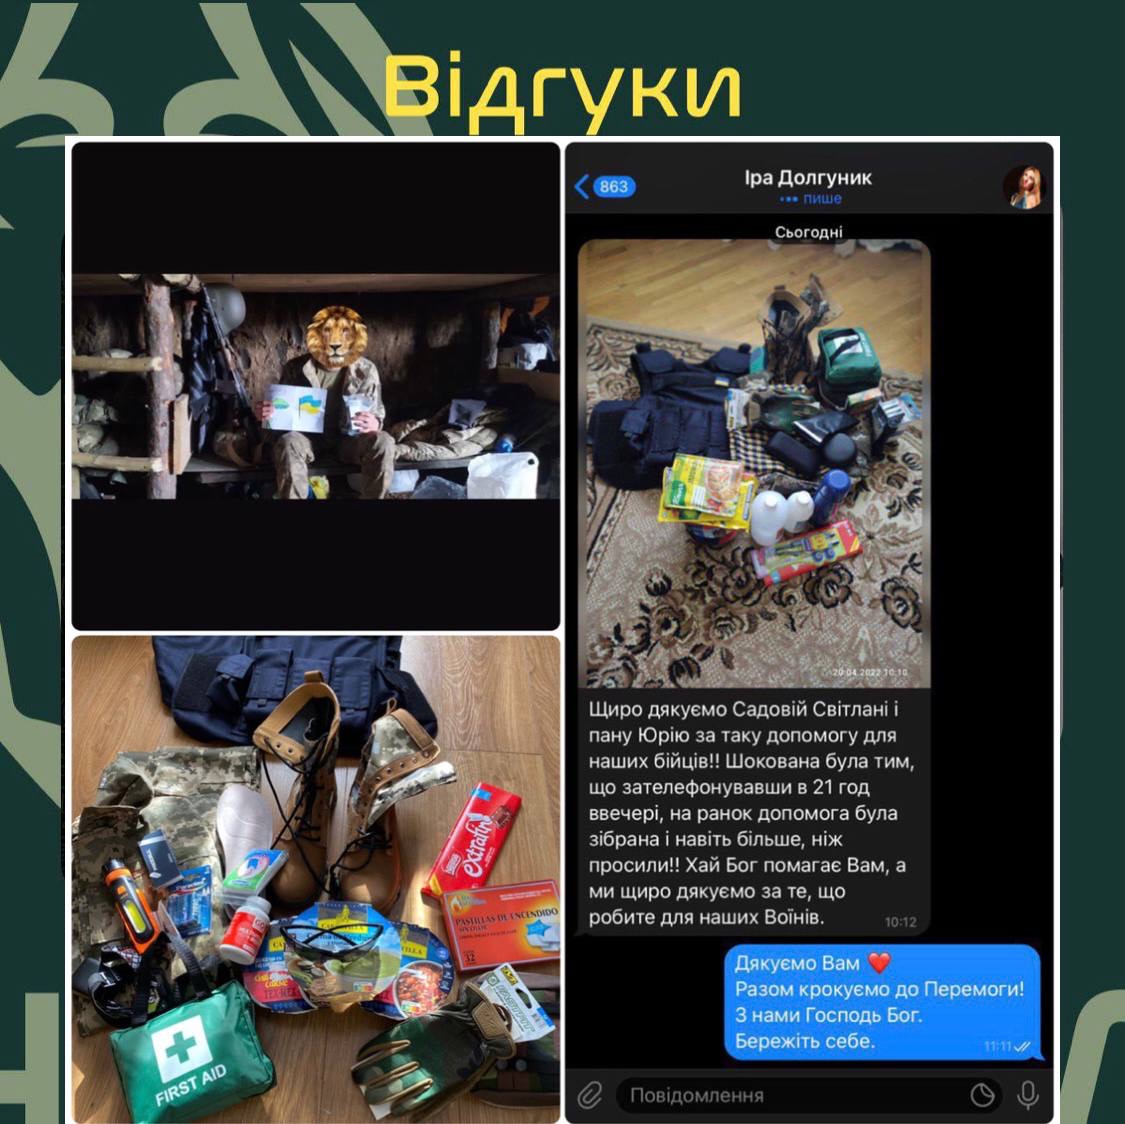 Відгуки
863
Іра Долгуник
пише
Сьогодні
Knorr
20.04.2022 10:10
Щиро дякуємо Садовій Світлані і
пану Юрію за таку допомогу для
наших бійців!! Шокована була тим,
що зателефонувавши в 21 год
ввечері, на ранок допомога була
зібрана і навіть більше, ніж
просили!! Хай Бог помагає Вам, а
ми щиро дякуємо за те, що
робите для наших Воїнів.
10:12
Дякуємо Вам ❤️
Разом крокуємо до Перемоги!
З нами Господь Бог.
Бережіть себе.
11:11
Повідомлення
Nestle
extrafino
PASTILLAS DE ENCENDIDO
32
FIRST AID